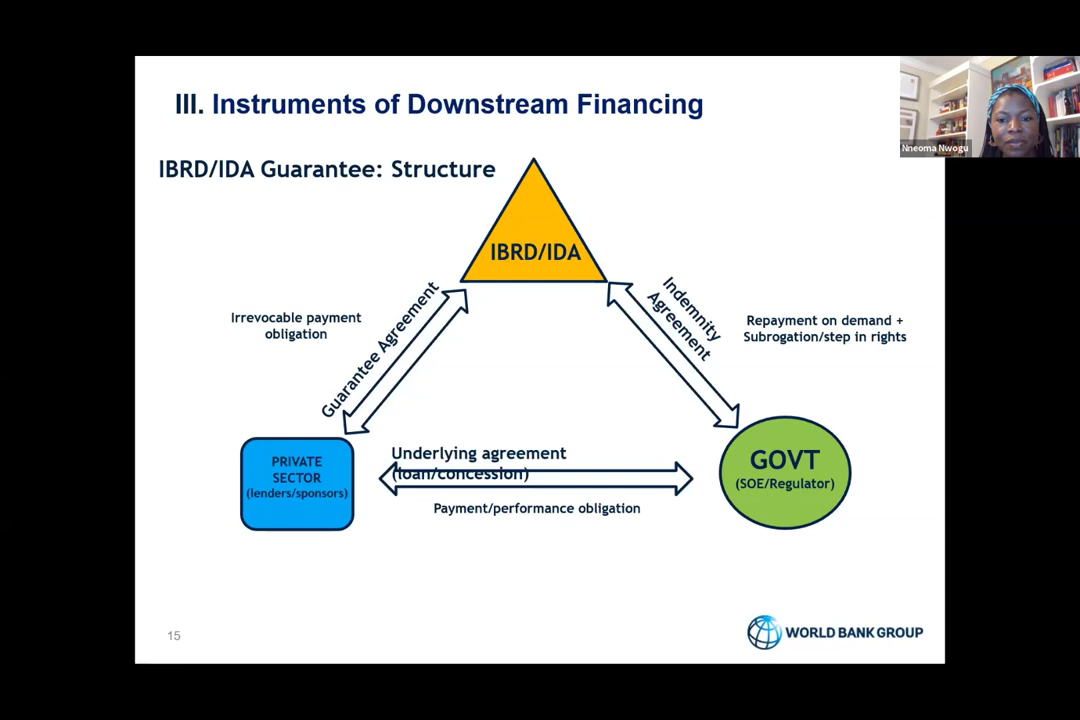 III. Instruments of Downstream Financing
Nneoma Nwogu
IBRD/IDA Guarantee: Structure
IBRD/IDA
Irrevocable payment
obligation
Guarantee Agreement
Indemnity
Agreement
Repayment on demand +
Subrogation/step in rights
PRIVATE
SECTOR
(lenders/sponsors)
Underlying agreement
(loan/concession)
Payment/performance obligation
GOVT
(SOE/Regulator)
15
WORLD BANK GROUP